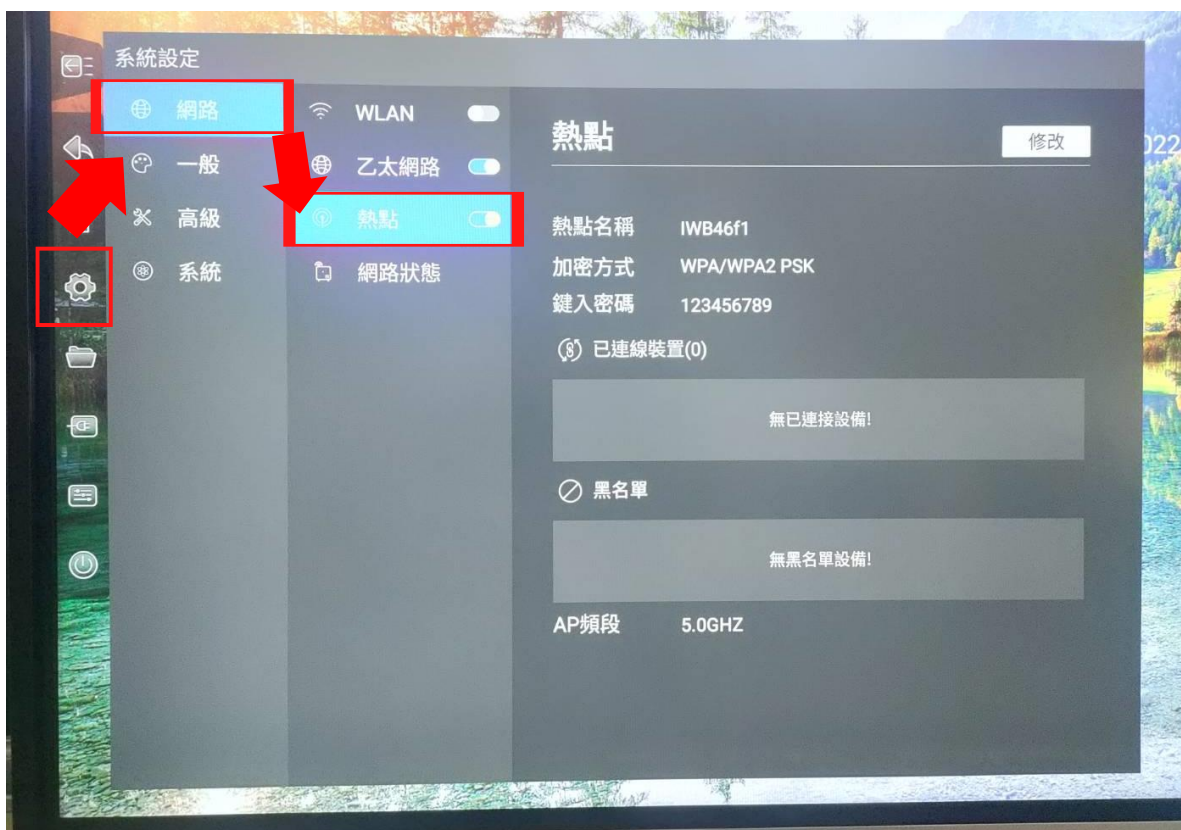 系統設定
網路
一般
高級
系統
WLAN
乙太網路
熱點
網路狀態
熱點
修改
熱點名稱 IWB46f1
加密方式 WPA/WPA2 PSK
鍵入密碼 123456789
已連線裝置(0)
無已連接設備!
黑名單
無黑名單設備!
AP頻段 5.0GHZ
022